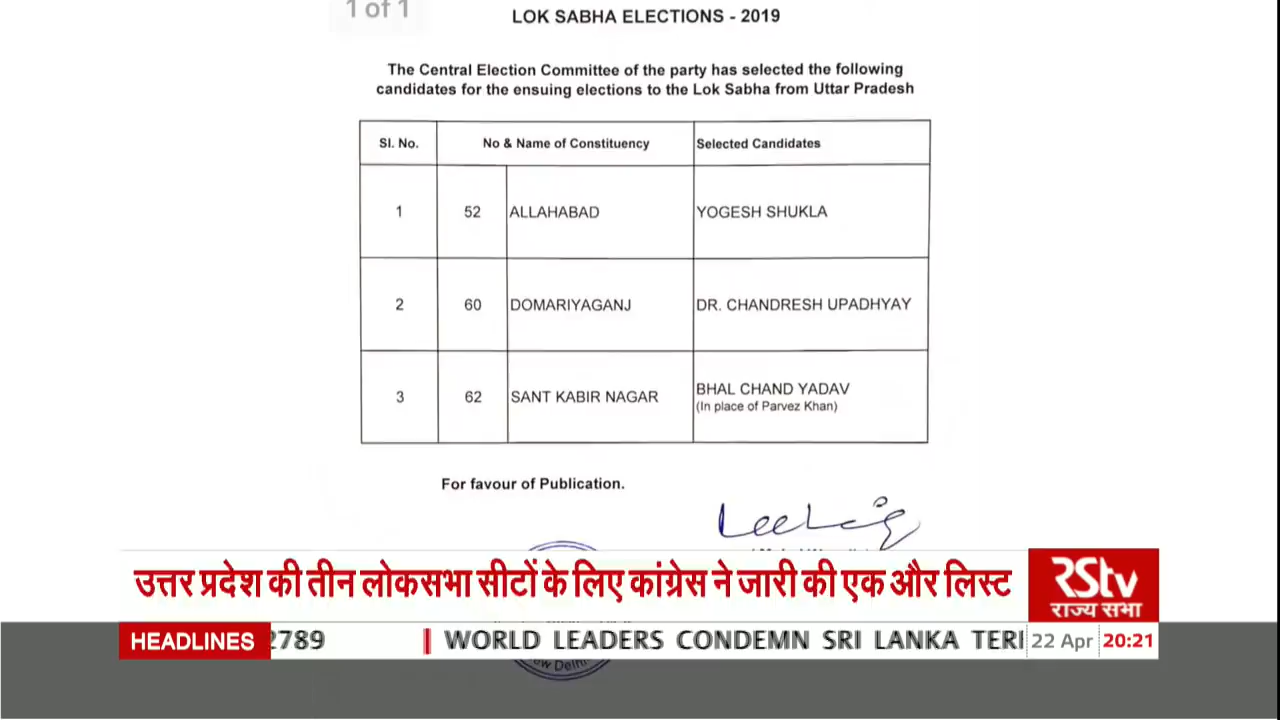 1 of 1
LOK SABHA ELECTIONS - 2019
The Central Election Committee of the party has selected the following
candidates for the ensuing elections to the Lok Sabha from Uttar Pradesh
Sl. No. No & Name of Constituency Selected Candidates
1 52 ALLAHABAD YOGESH SHUKLA
2 60 DOMARIYAGANJ DR. CHANDRESH UPADHYAY
3 62 SANT KABIR NAGAR BHAL CHAND YADAV
(In place of Parvez Khan)
For favour of Publication.
उत्तर प्रदेश की तीन लोकसभा सीटों के लिए कांग्रेस ने जारी की एक और लिस्ट
RSTV
राज्य सभा
HEADLINES 2789 | WORLD LEADERS CONDEMN SRI LANKA TERI 22 Apr 20:21
ew Delhi